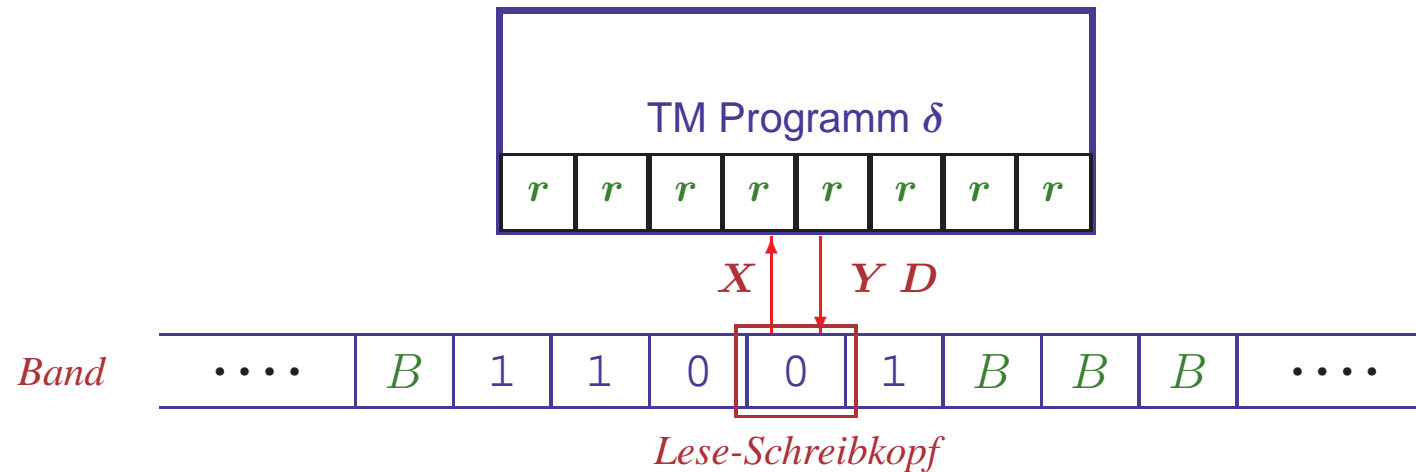 TM Programm δ
r r r r r r r r
X Y D
Band .... B 1 1 0 0 1 B B B ....
Lese-Schreibkopf